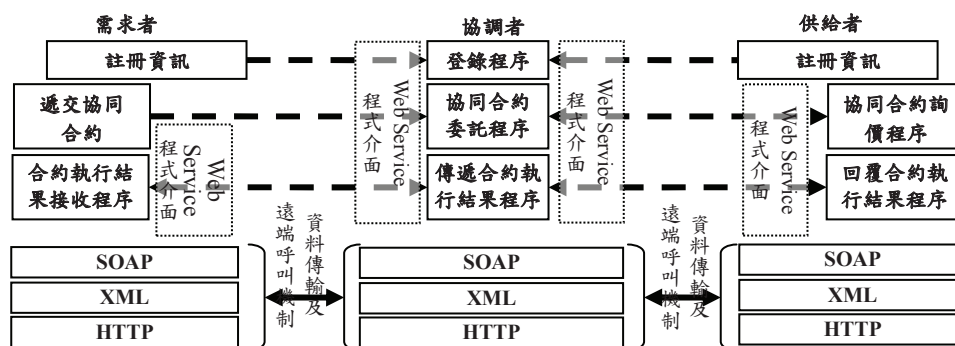 需求者
協調者
供給者
註冊資訊
登錄程序
註冊資訊
遞交協同
合約
協同合約
委託程序
協同合約詢
價程序
合約執行結
果接收程序
傳遞合約執
行結果程序
回覆合約執
行結果程序
Web
Service
程式介面
Web Service
程式介面
Web Service
程式介面
Web Service
程式介面
資料傳輸及
遠端呼叫機制
資料傳輸及
遠端呼叫機制
SOAP
XML
HTTP
SOAP
XML
HTTP
SOAP
XML
HTTP